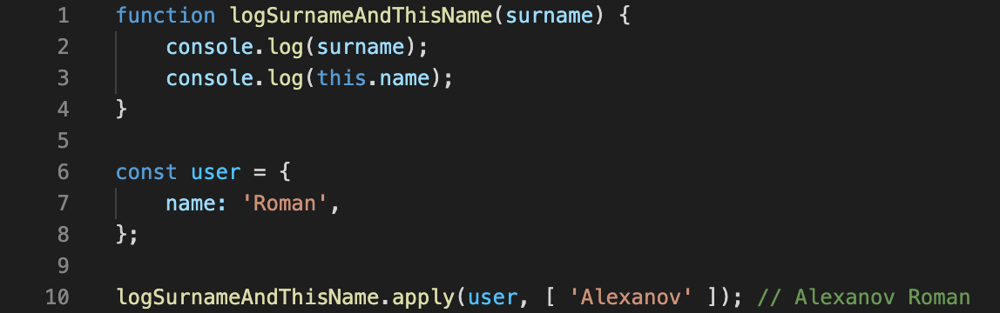 1 function logSurnameAndThisName(surname) {
2     console.log(surname);
3     console.log(this.name);
4 }
5
6 const user = {
7     name: 'Roman',
8 };
9
10 logSurnameAndThisName.apply(user, [ 'Alexanov' ]); // Alexanov Roman